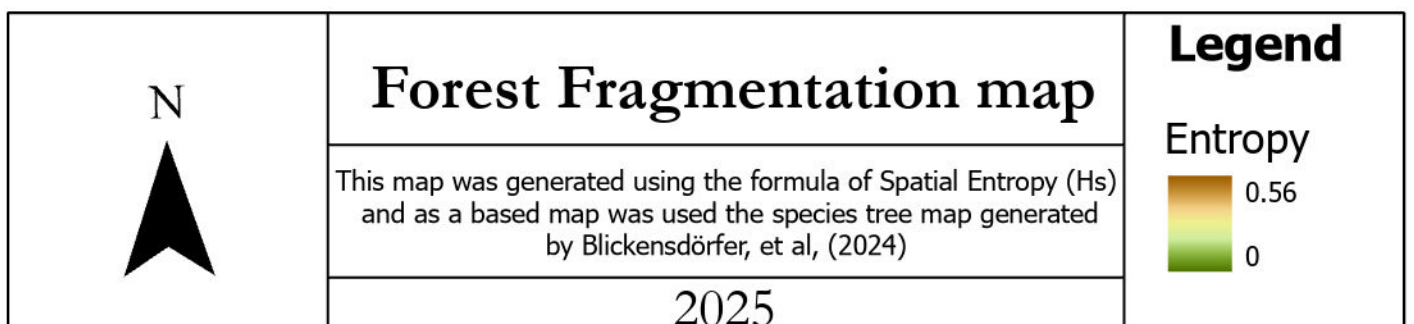 N
Forest Fragmentation map
This map was generated using the formula of Spatial Entropy (Hs)
and as a based map was used the species tree map generated
by Blickensdörfer, et al, (2024)
2025
Legend
Entropy
0.56
0